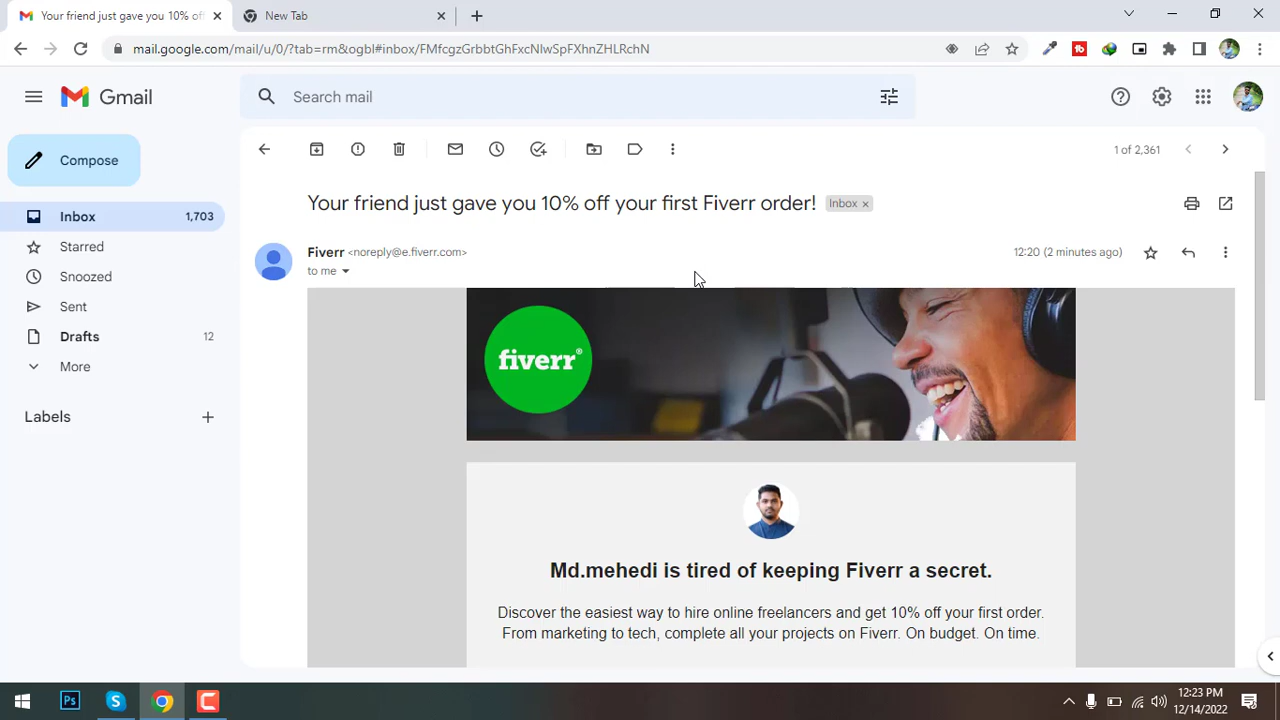 Your friend just gave you 10% off
New Tab
mail.google.com/mail/u/0/?tab=rm&ogbl#inbox/FMfcgzGrbbtGhFxcNlwSpFXhnZHLRchN
Gmail
Search mail
Compose
1 of 2,361
Inbox 1,703
Your friend just gave you 10% off your first Fiverr order! Inbox x
Starred
Fiverr <noreply@e.fiverr.com> 12:20 (2 minutes ago)
to me
Snoozed
Sent
Drafts 12
More
Labels
fiverr®
Md.mehedi is tired of keeping Fiverr a secret.
Discover the easiest way to hire online freelancers and get 10% off your first order.
From marketing to tech, complete all your projects on Fiverr. On budget. On time.
Ps
12:23 PM
12/14/2022